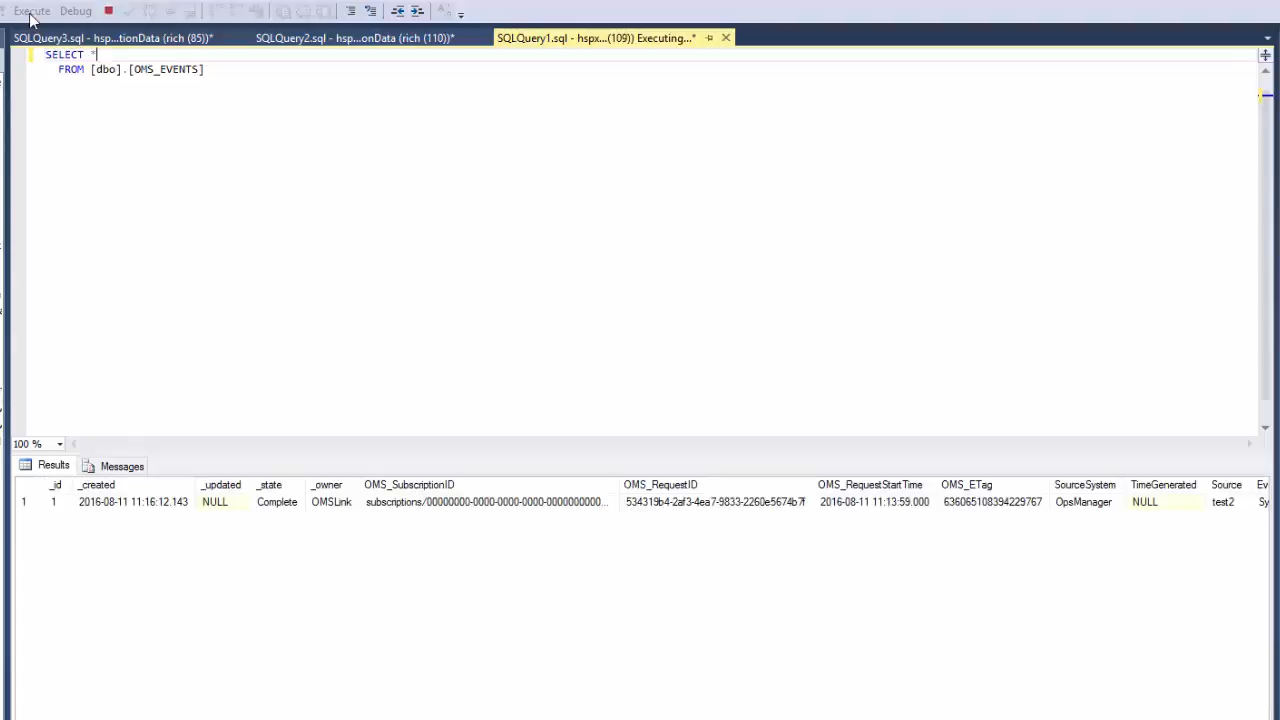 Execute Debug
SQLQuery3.sql - hsp...tionData (rich (85))* SQLQuery2.sql - hsp...onData (rich (110))* SQLQuery1.sql - hspx...(109)) Executing...*
SELECT *
FROM [dbo].[OMS_EVENTS]
100 %
Results Messages
_id _created _updated _state _owner OMS_SubscriptionID OMS_RequestID OMS_RequestStartTime OMS_ETag SourceSystem TimeGenerated Source Ev
1 1 2016-08-11 11:16:12.143 NULL Complete OMSLink subscriptions/00000000-0000-0000-0000-0000000000... 534319b4-2af3-4ea7-9833-2260e5674b7f 2016-08-11 11:13:59.000 636065108394229767 OpsManager NULL test2 Sy